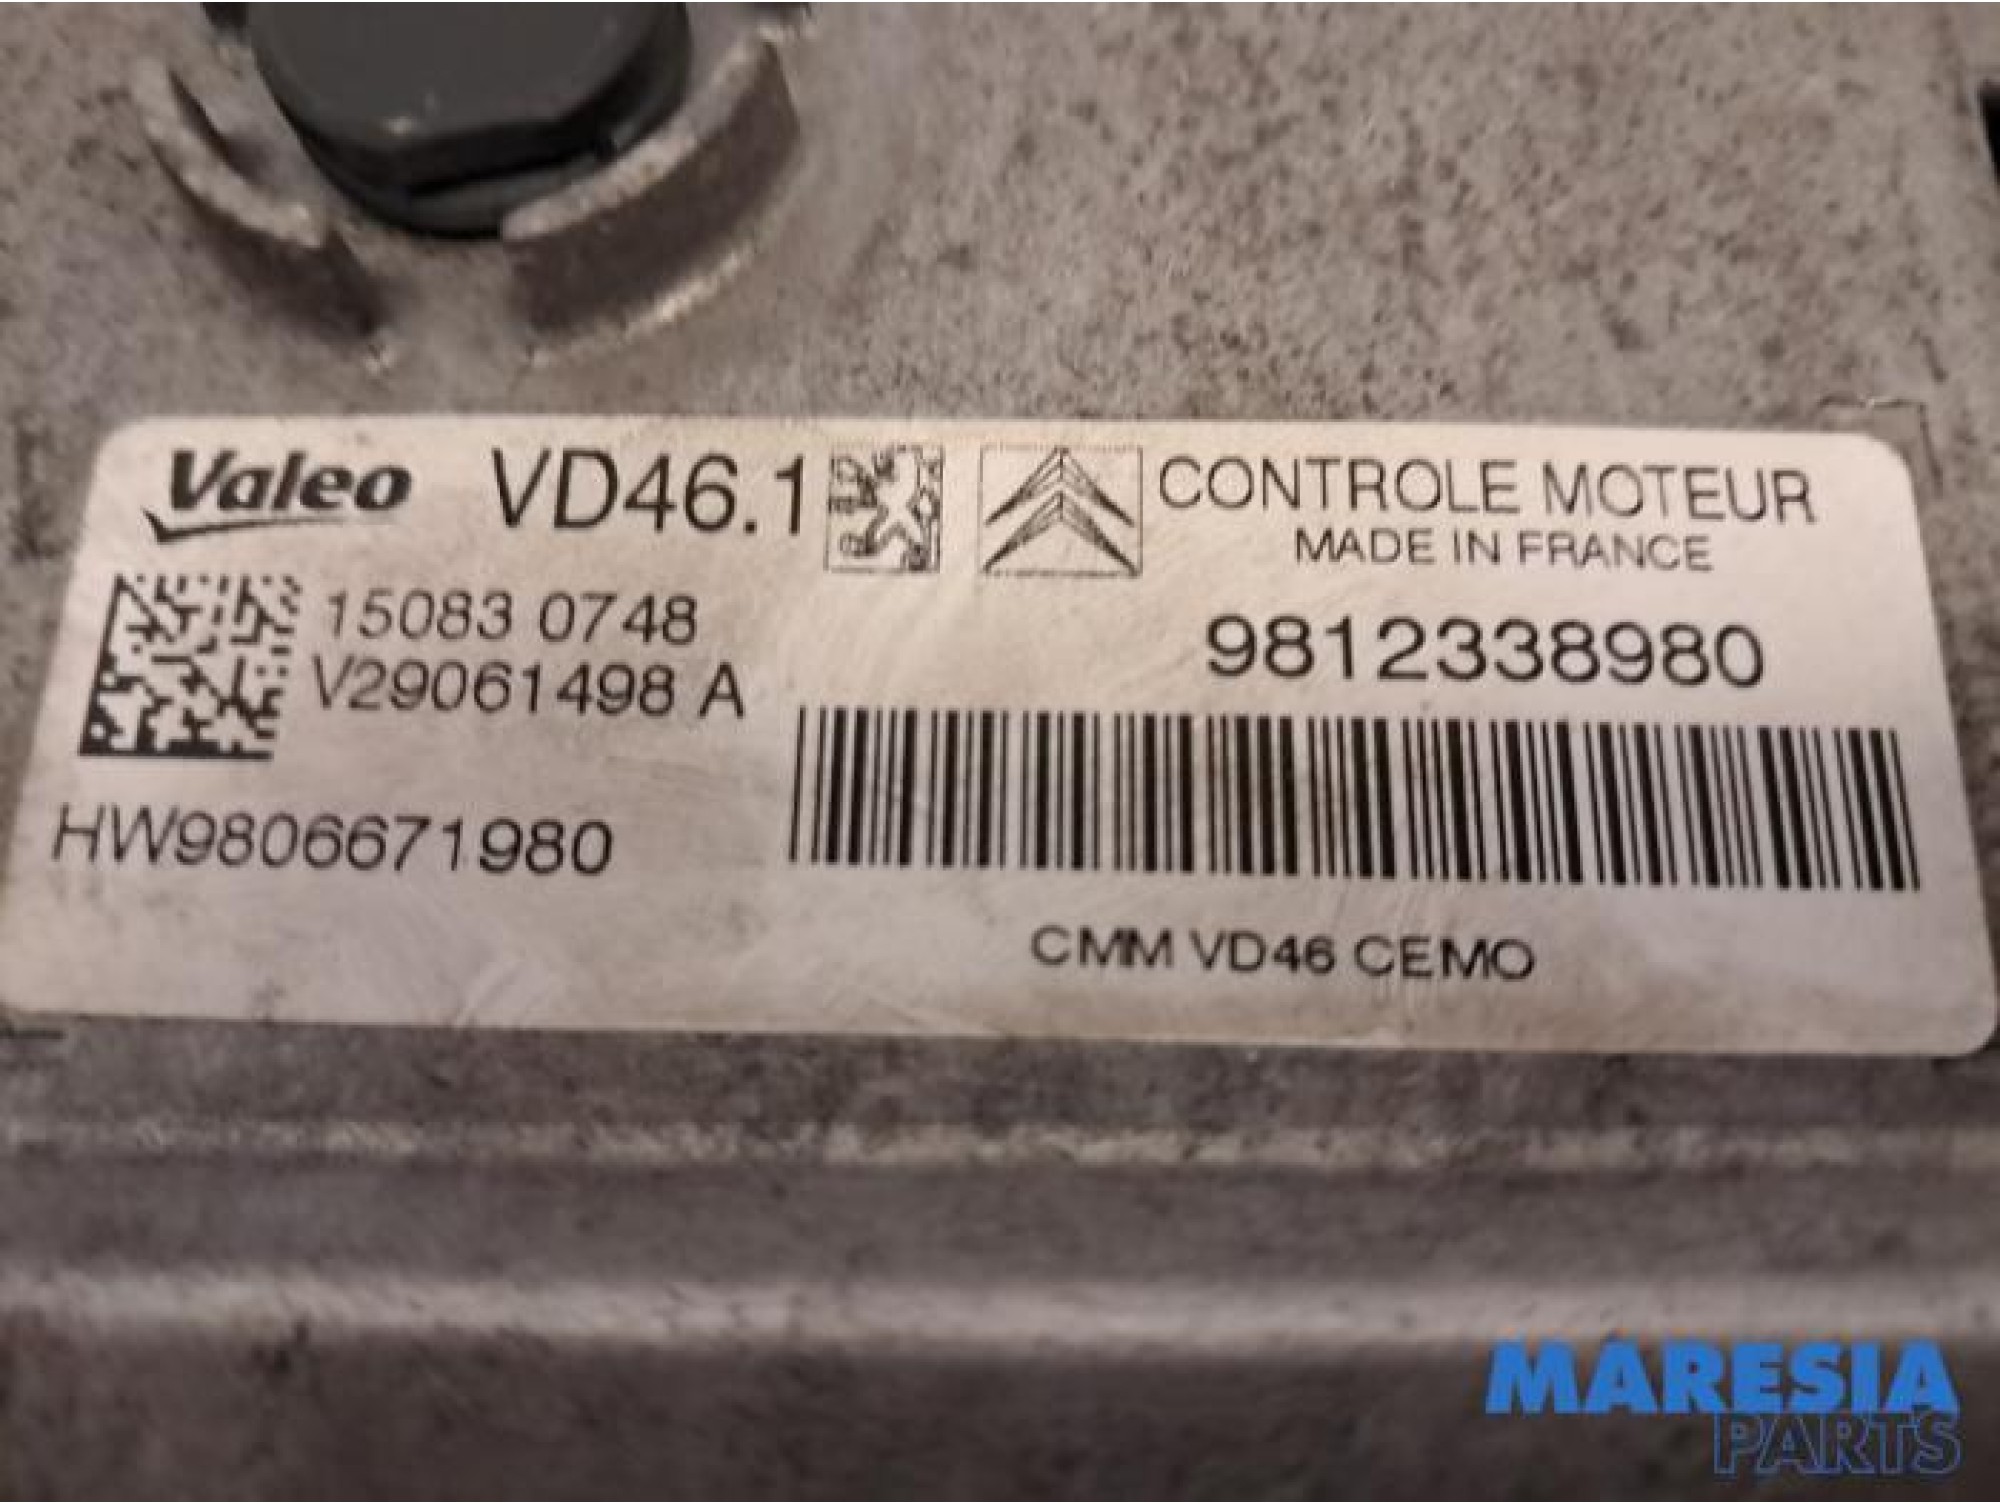 Valeo VD46.1 CONTROLE MOTEUR
MADE IN FRANCE
15083 0748
V29061498 A
9812338980
HW9806671980
CMM VD46 CEMO
MARESIA
PARTS